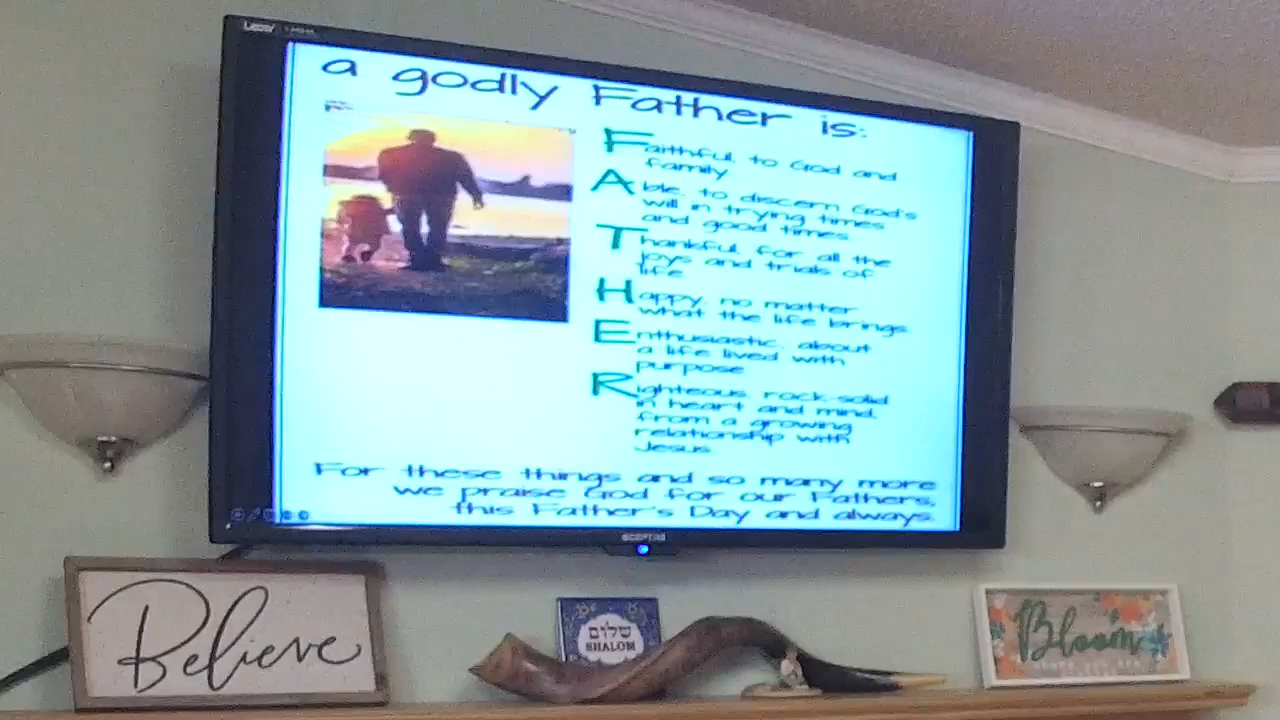 a godly Father is:
Faithful, to God and
family
Able, to discern God's
will in trying times
and good times
Thankful, for all the
joys and trials of
life
Happy, no matter
what the life brings
Enthusiastic, about
a life lived with
purpose
Righteous, rock-solid
in heart and mind,
from a growing
relationship with
Jesus
For these things and so many more
we praise God for our Fathers,
this Father's Day and always.
SCEPTRE
Believe
שלום
SHALOM
Bloom